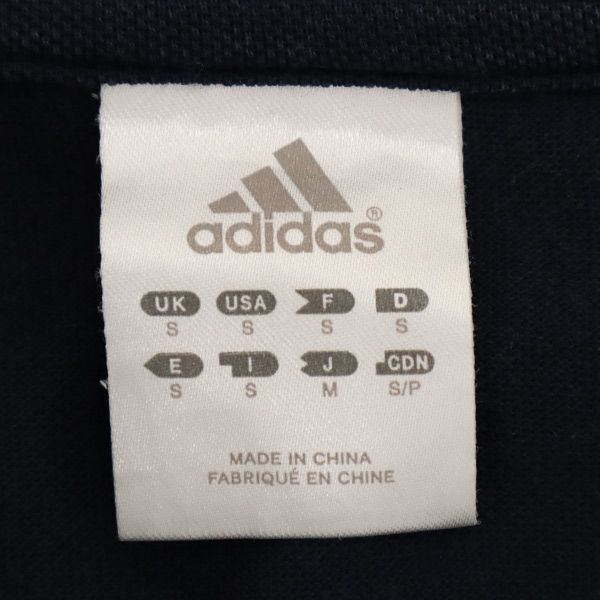 adidas®
UK USA F D
S S S S
E I J CDN
S S M S/P
MADE IN CHINA
FABRIQUÉ EN CHINE